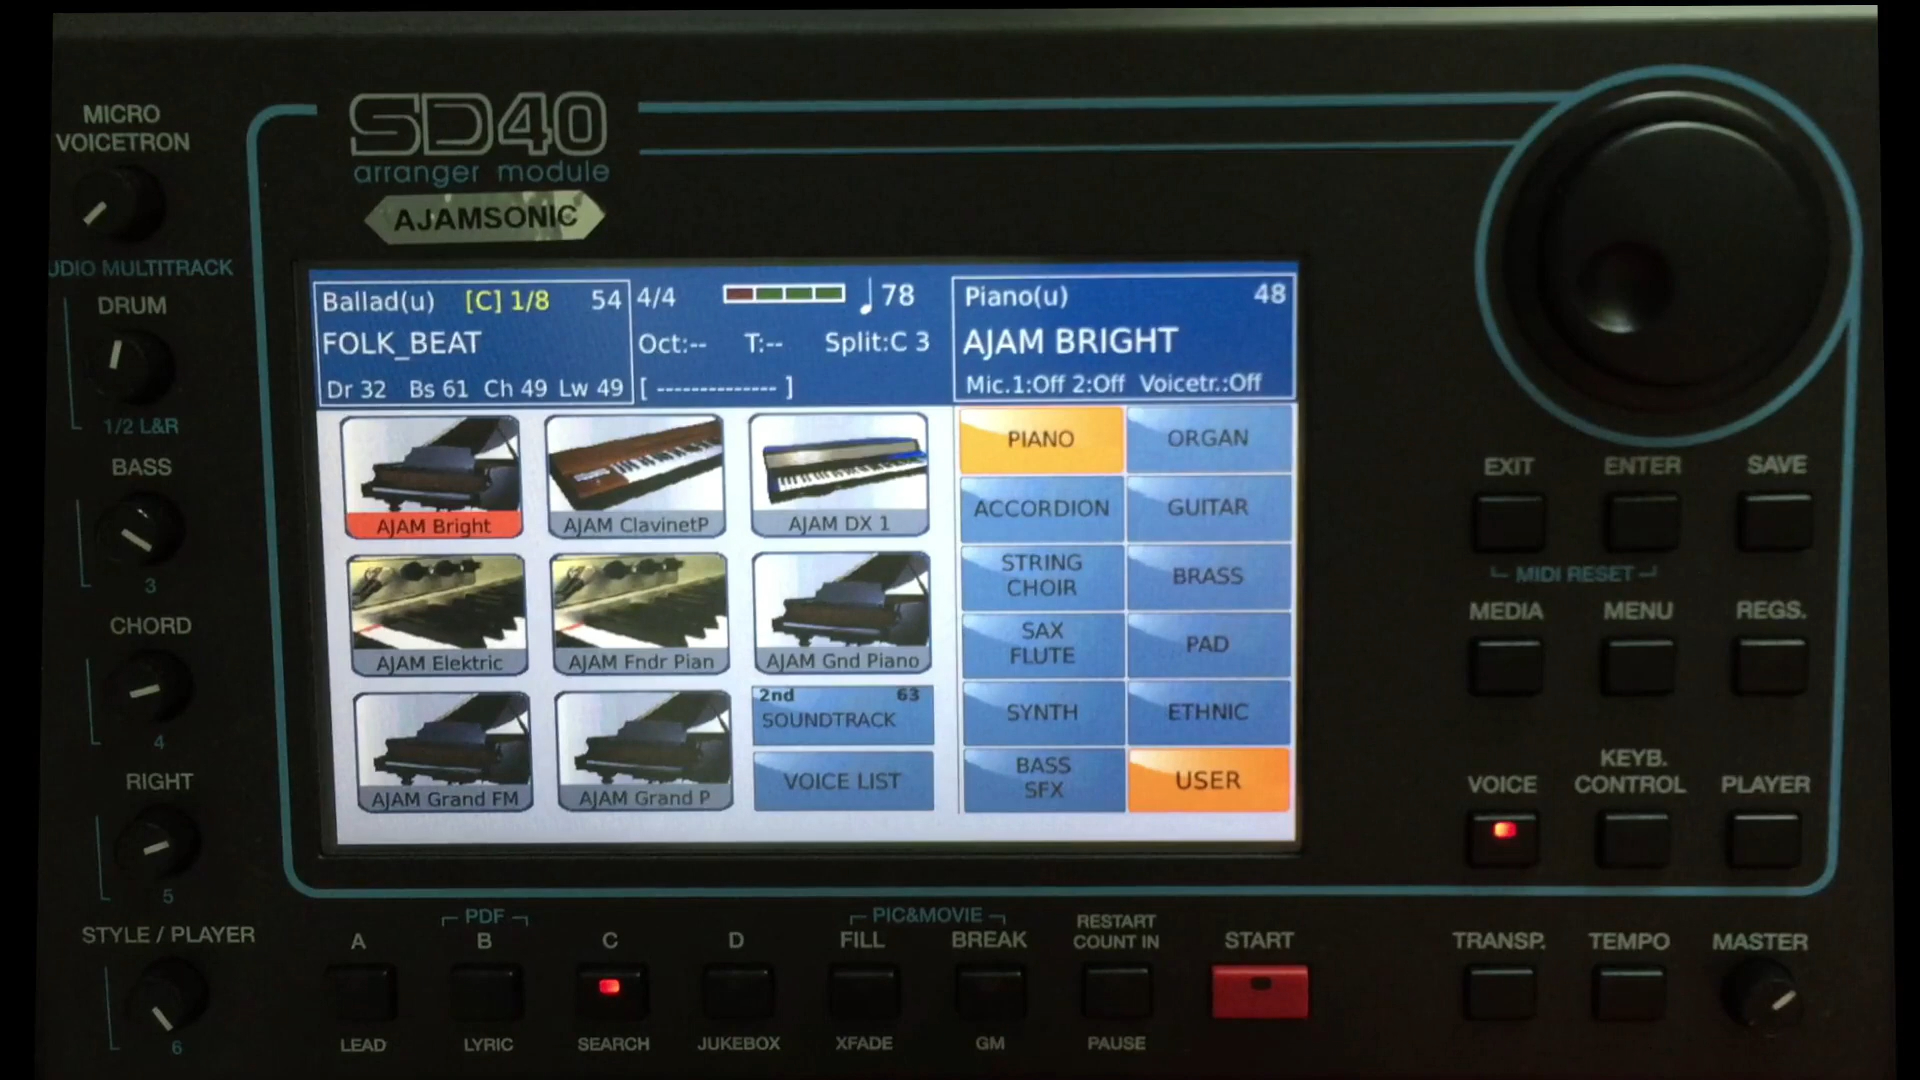 MICRO
VOICETRON
UDIO MULTITRACK
DRUM
1/2 L&R
BASS
3
CHORD
4
RIGHT
5
STYLE / PLAYER
6
SD40
arranger module
AJAMSONIC
Ballad(u) [C] 1/8 54
FOLK_BEAT
Dr 32 Bs 61 Ch 49 Lw 49
4/4 78
Oct:-- T:-- Split:C 3
[ -------------- ]
Piano(u) 48
AJAM BRIGHT
Mic.1:Off 2:Off Voicetr.:Off
AJAM Bright
AJAM ClavinetP
AJAM DX 1
AJAM Elektric
AJAM Fndr Pian
AJAM Gnd Piano
AJAM Grand FM
AJAM Grand P
2nd 63
SOUNDTRACK
VOICE LIST
PIANO
ORGAN
ACCORDION
GUITAR
STRING
CHOIR
BRASS
SAX
FLUTE
PAD
SYNTH
ETHNIC
BASS
SFX
USER
EXIT
ENTER
SAVE
MIDI RESET
MEDIA
MENU
REGS.
VOICE
KEYB.
CONTROL
PLAYER
TRANSP.
TEMPO
MASTER
PDF
PIC&MOVIE
A
B
C
D
FILL
BREAK
RESTART
COUNT IN
START
LEAD
LYRIC
SEARCH
JUKEBOX
XFADE
GM
PAUSE